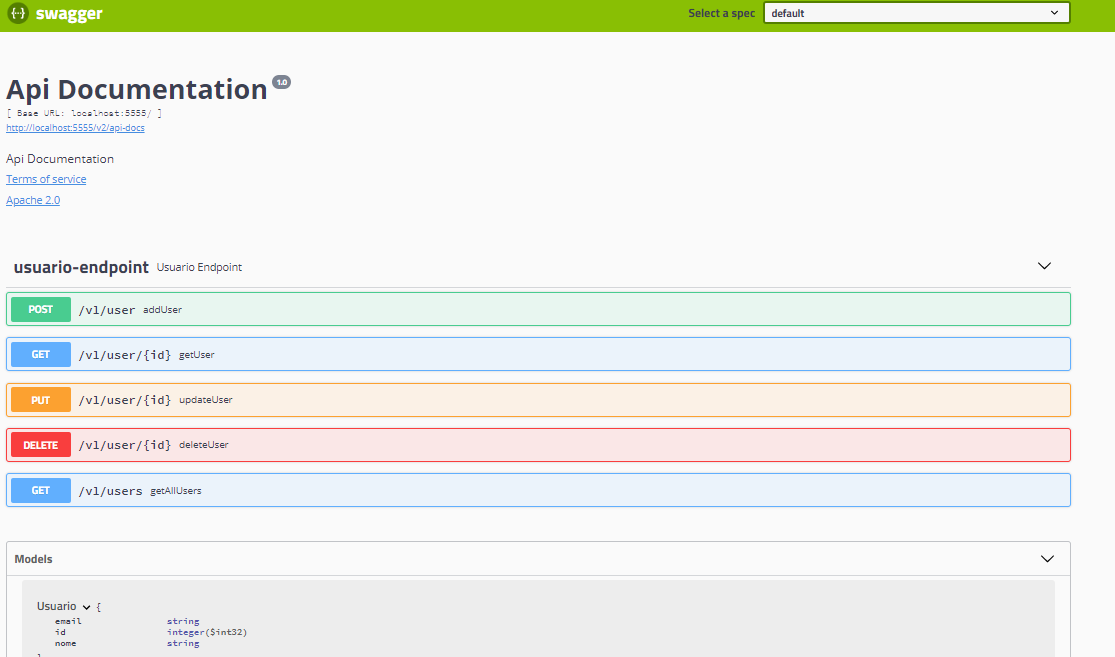 {··} swagger Select a spec default
Api Documentation 1.0
[ Base URL: localhost:5555/ ]
http://localhost:5555/v2/api-docs
Api Documentation
Terms of service
Apache 2.0
usuario-endpoint Usuario Endpoint
POST /v1/user addUser
GET /v1/user/{id} getUser
PUT /v1/user/{id} updateUser
DELETE /v1/user/{id} deleteUser
GET /v1/users getAllUsers
Models
Usuario {
email string
id integer($int32)
nome string
}